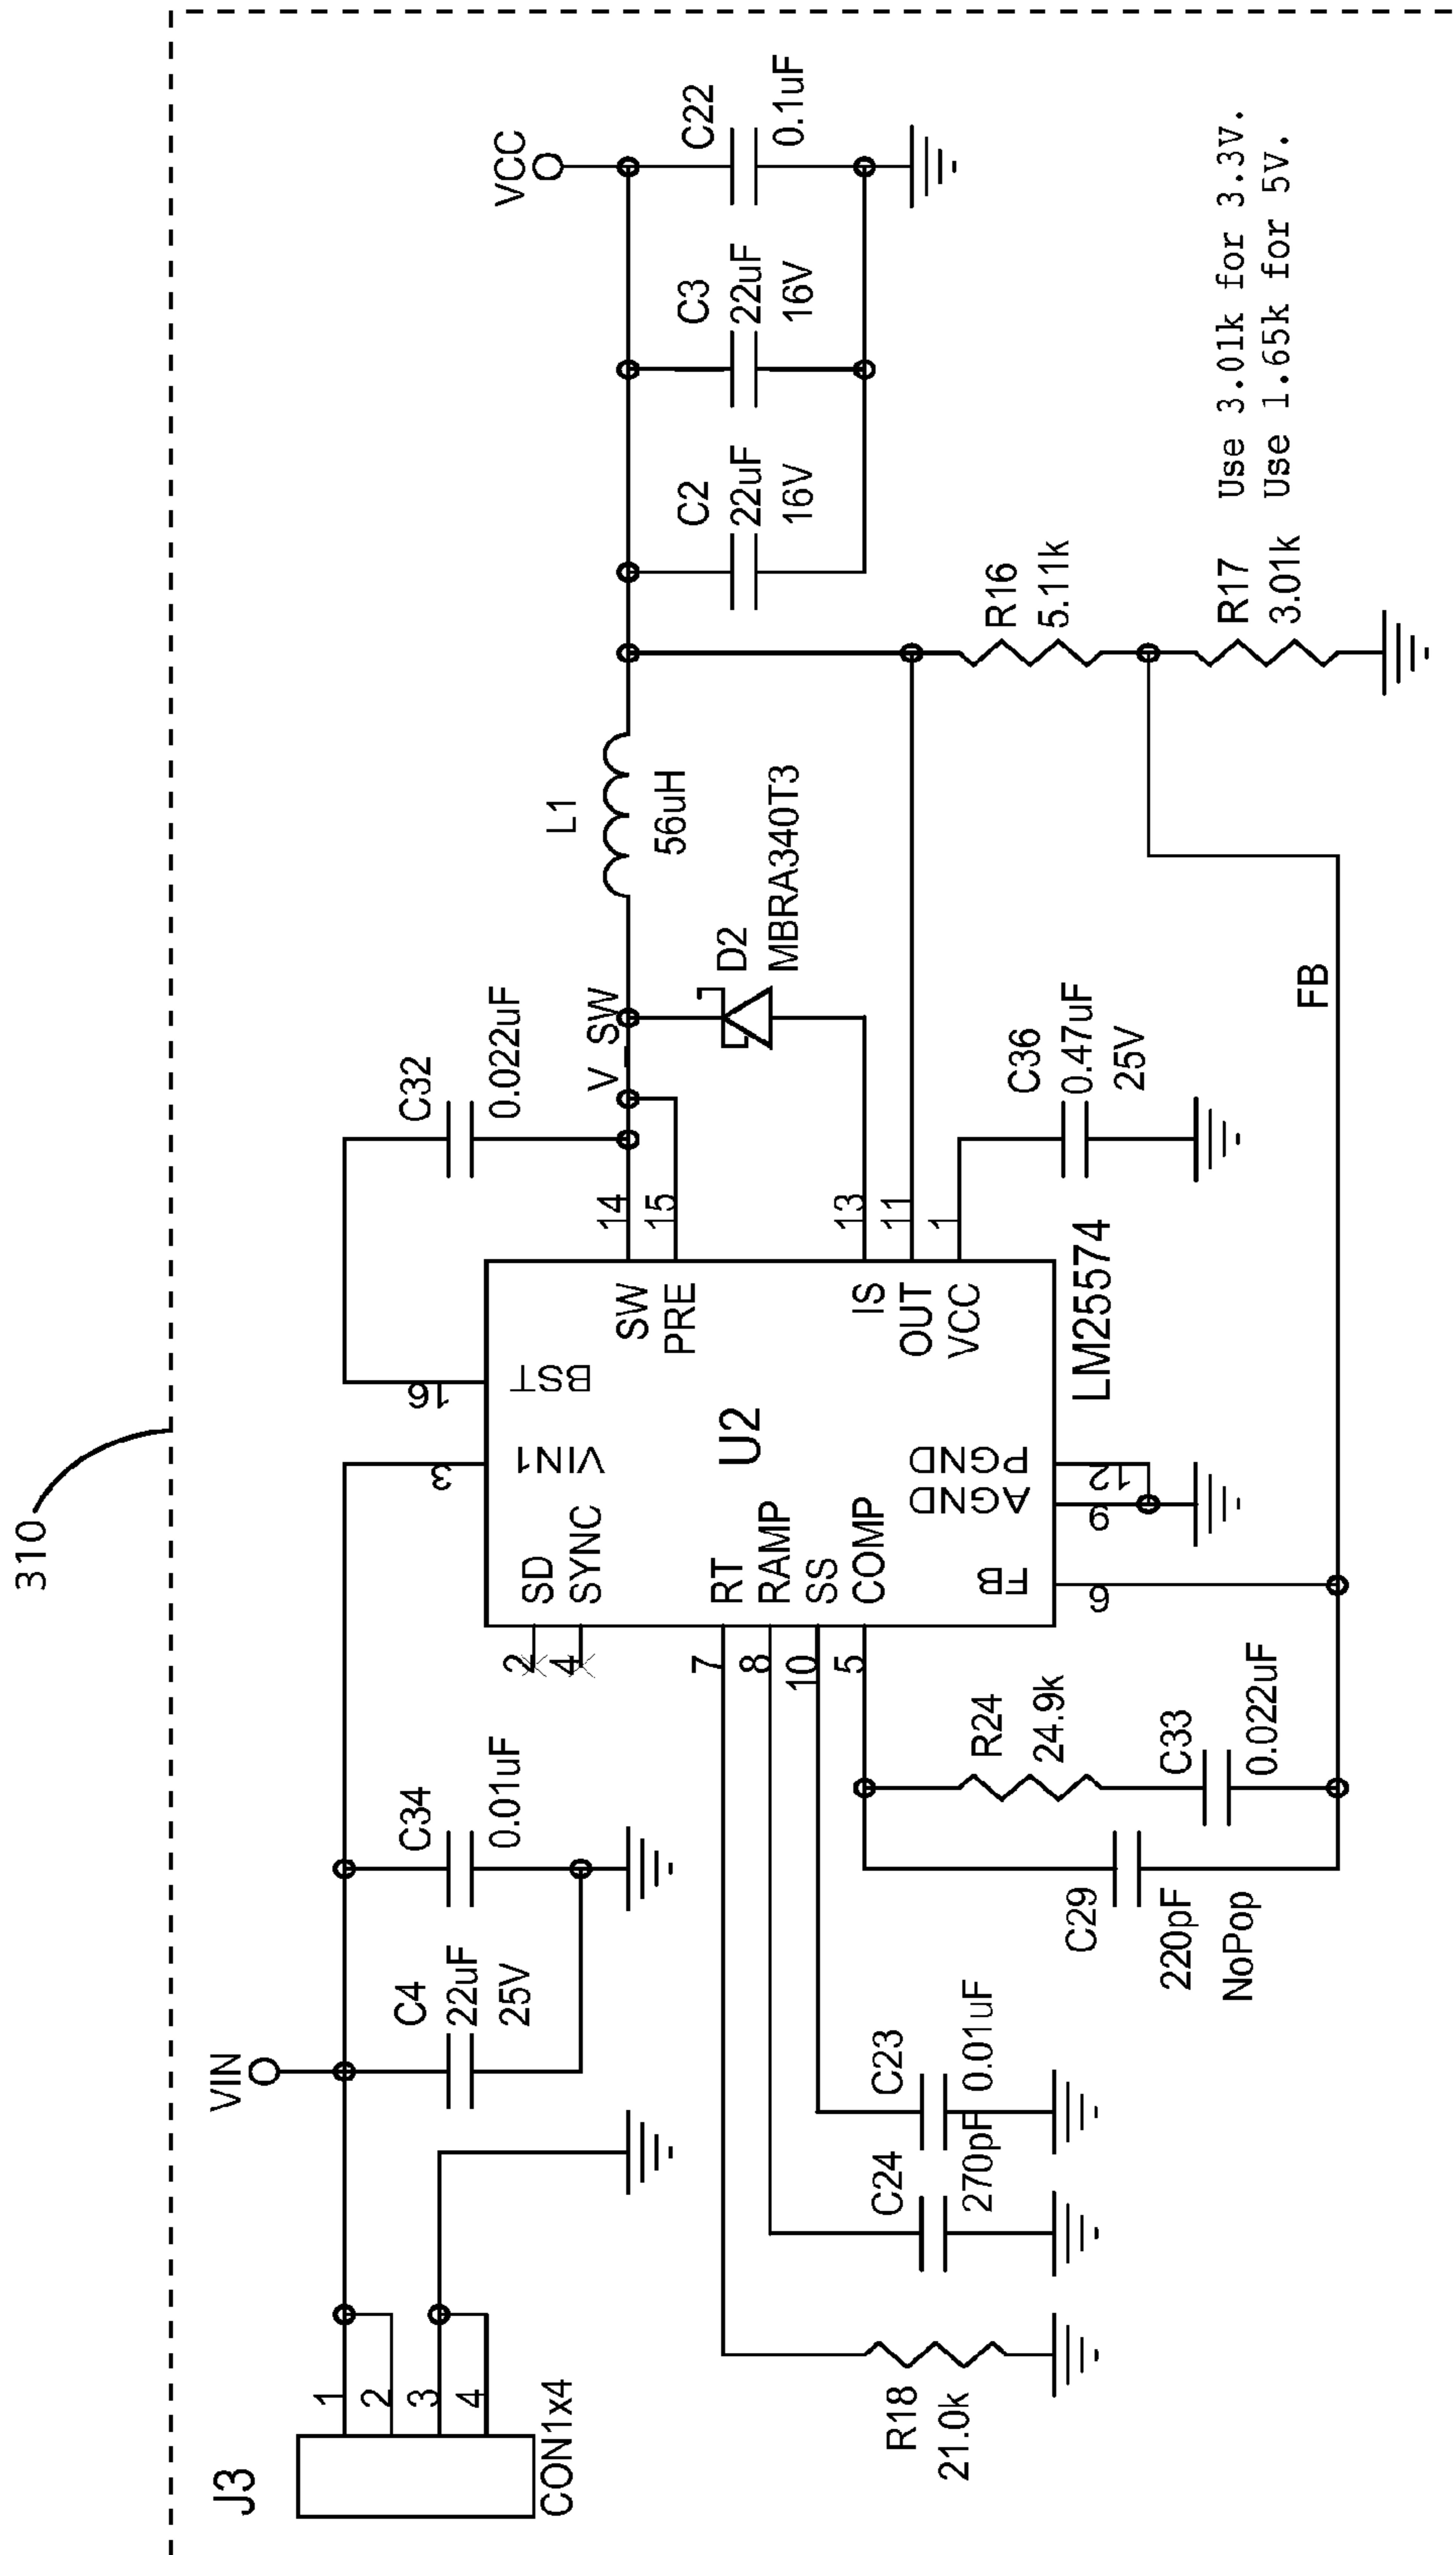 310
J3
CON1x4
1
2
3
4
VIN
C4
22uF
25V
C34
0.01uF
2
4
SD
SYNC
3
VIN1
16
BST
C32
0.022uF
U2
LM25574
14
15
SW
PRE
V_SW
L1
56uH
D2
MBRA340T3
VCC
C2
22uF
16V
C3
22uF
16V
C22
0.1uF
13
11
1
IS
OUT
VCC
C36
0.47uF
25V
R16
5.11k
R17
3.01k
Use 3.01k for 3.3V.
Use 1.65k for 5V.
7
8
10
5
RT
RAMP
SS
COMP
FB
AGND
PGND
6
9
12
FB
R18
21.0k
C24
270pF
C23
0.01uF
C29
220pF
NoPop
R24
24.9k
C33
0.022uF